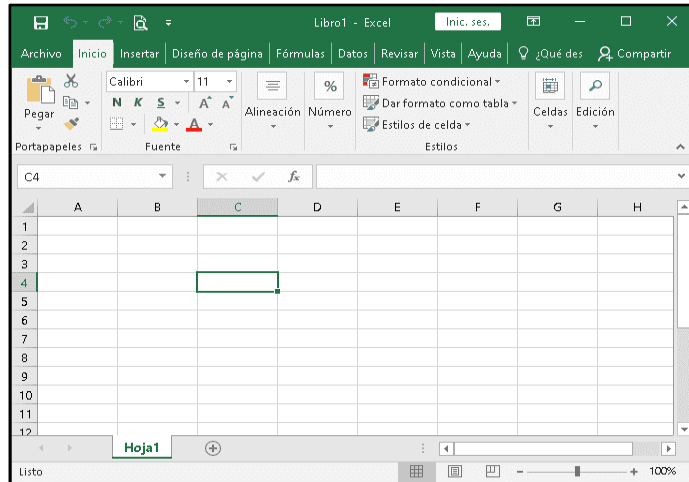 Libro1 - Excel
Inic. ses.
Archivo Inicio Insertar Diseño de página Fórmulas Datos Revisar Vista Ayuda ¿Qué des Compartir
Calibri 11
N K S A A
A
Pegar
Alineación
%
Número
Formato condicional
Dar formato como tabla
Estilos de celda
Celdas
Edición
Portapapeles Fuente Estilos
C4 fx
A B C D E F G H
1
2
3
4
5
6
7
8
9
10
11
12
Hoja1
Listo 100%